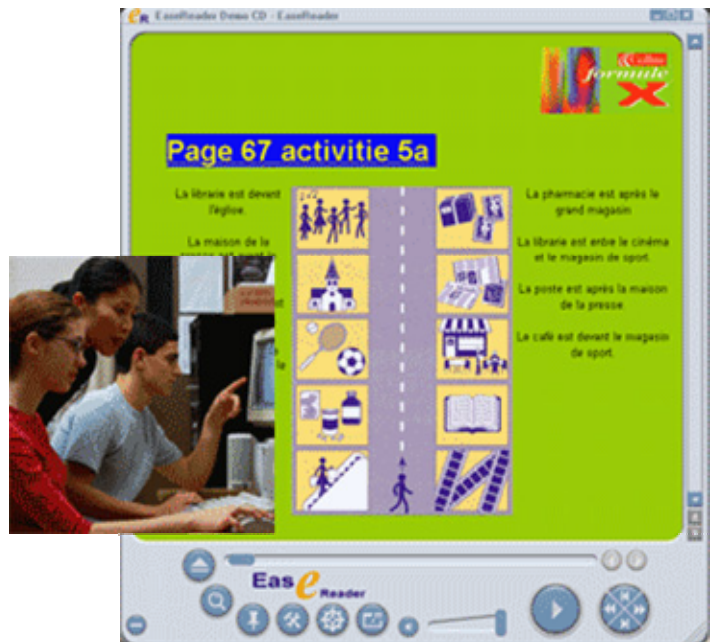 EaseReader Demo CD - EaseReader
Collins
formule
X
Page 67 activitie 5a
La librarie est devant
l'église.
La maison de la
La pharmacie est après le
grand magasin
La librarie est entre le cinéma
et le magasin de sport.
La poste est après la maison
de la presse.
Le café est devant le magasin
de sport.
EaseReader